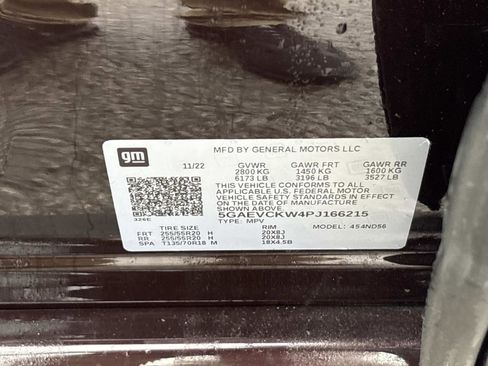 gm
MFD BY GENERAL MOTORS LLC
11/22 GVWR GAWR FRT GAWR RR
2800 KG 1450 KG 1600 KG
6173 LB 3196 LB 3527 LB
THIS VEHICLE CONFORMS TO ALL
APPLICABLE U.S. FEDERAL MOTOR
VEHICLE SAFETY STANDARDS IN EFFECT
ON THE DATE OF MANUFACTURE
SHOWN ABOVE.
5GAEVCKW4PJ166215
TYPE: MPV
326E
TIRE SIZE RIM MODEL: 454ND56
FRT 255/55R20 H 20X8J
RR 255/55R20 H 20X8J
SPA T135/70R18 M 18X4.5B